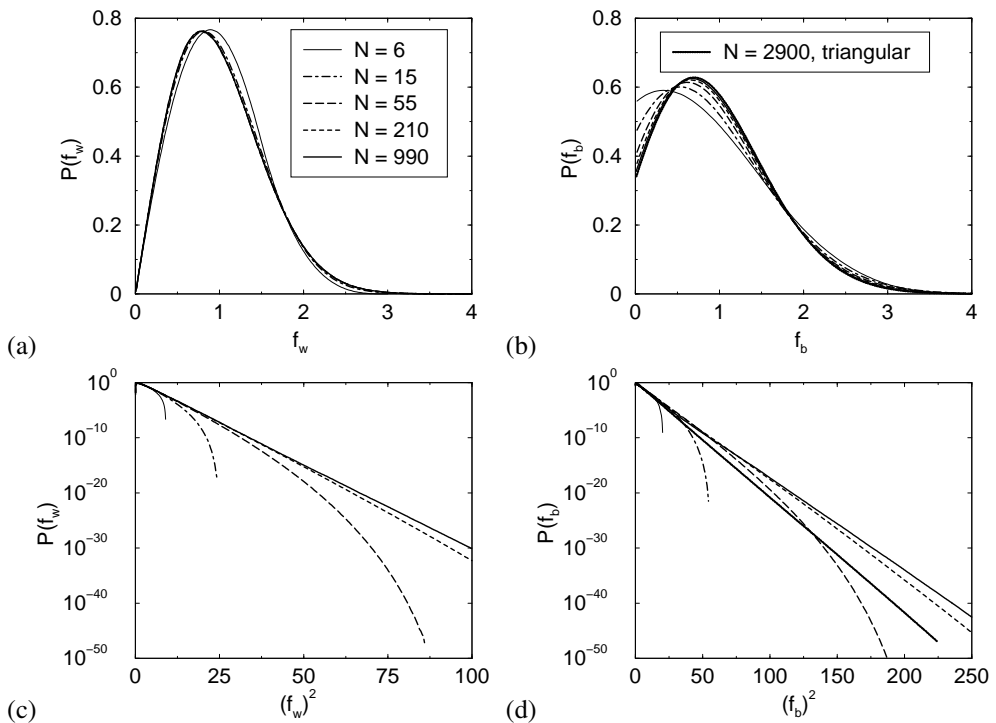 0.8
0.6
0.4
0.2
0
P(f_w)
0 1 2 3 4
f_w
N = 6
N = 15
N = 55
N = 210
N = 990
(a)
0.8
0.6
0.4
0.2
0
P(f_b)
0 1 2 3 4
f_b
N = 2900, triangular
(b)
10^0
10^-10
10^-20
10^-30
10^-40
10^-50
P(f_w)
0 25 50 75 100
(f_w)^2
(c)
10^0
10^-10
10^-20
10^-30
10^-40
10^-50
P(f_b)
0 50 100 150 200 250
(f_b)^2
(d)